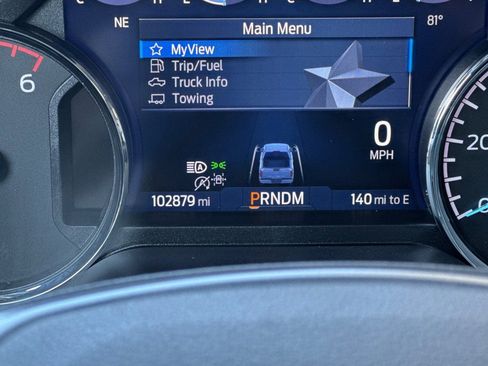 NE
Main Menu
81°
MyView
Trip/Fuel
Truck Info
Towing
6
0
MPH
20
102879 mi
PRNDM
140 mi to E